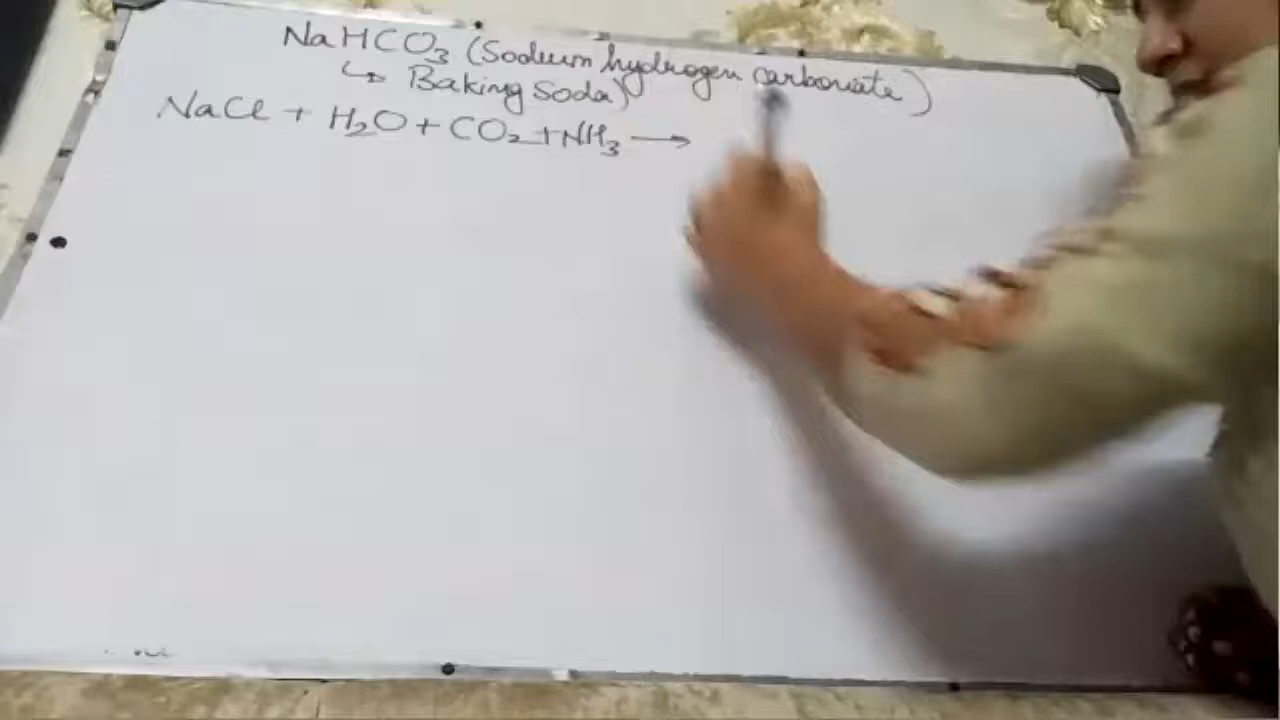 NaHCO₃ (Sodium hydrogen carbonate)
↳ Baking Soda)
NaCl + H₂O + CO₂ + NH₃ →